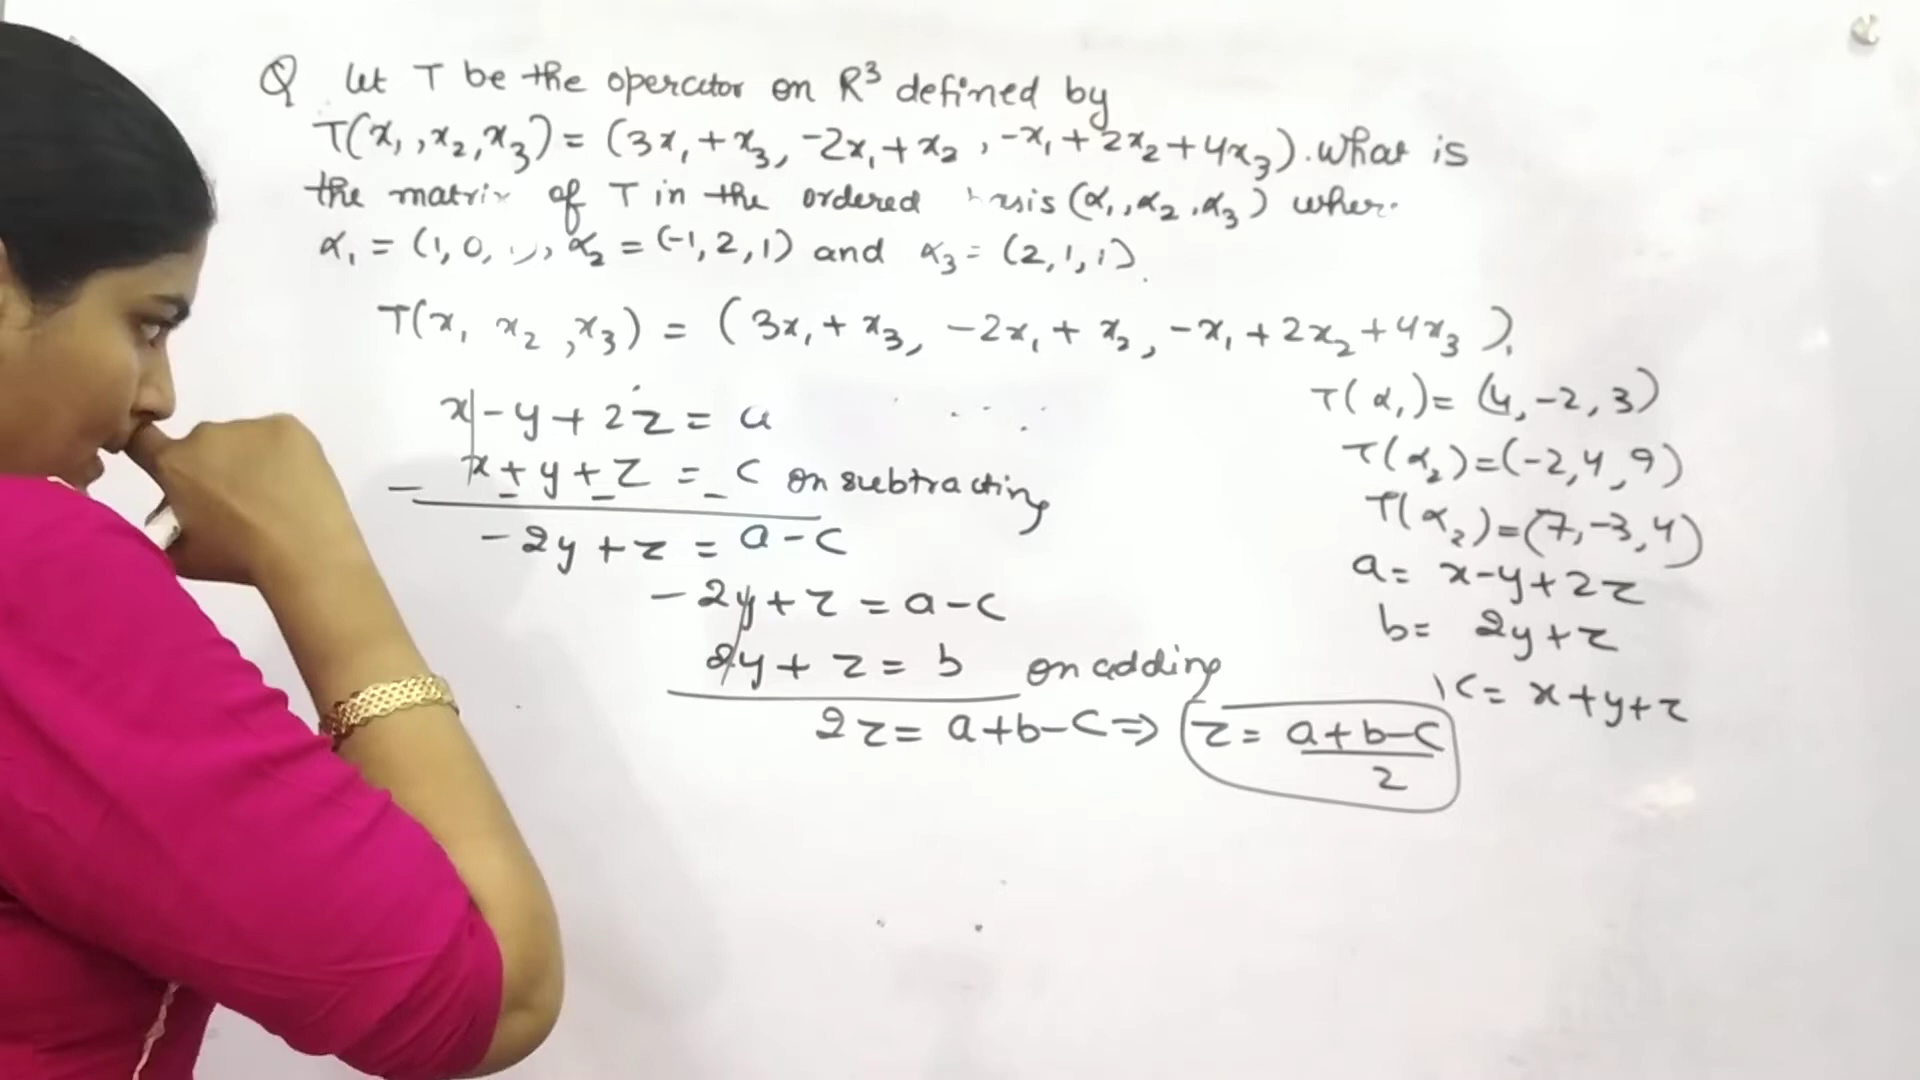 Q let T be the operator on R³ defined by
T(x₁,x₂,x₃) = (3x₁+x₃, -2x₁+x₂, -x₁+2x₂+4x₃). What is
the matrix of T in the ordered basis (α₁,α₂,α₃) where
α₁ = (1,0,1), α₂ = (-1,2,1) and α₃ = (2,1,1).
T(x₁ x₂,x₃) = (3x₁+x₃, -2x₁+x₂, -x₁+2x₂+4x₃).
x-y+2z = a
x+y+z = c on subtracting
-2y+z = a-c
-2y+z = a-c
2y+z = b on adding
2z = a+b-c ⇒ z = (a+b-c)/2
T(α₁) = (4,-2,3)
T(α₂)=(-2,4,9)
T(α₂)=(7,-3,4)
a= x-y+2z
b= 2y+z
c= x+y+z